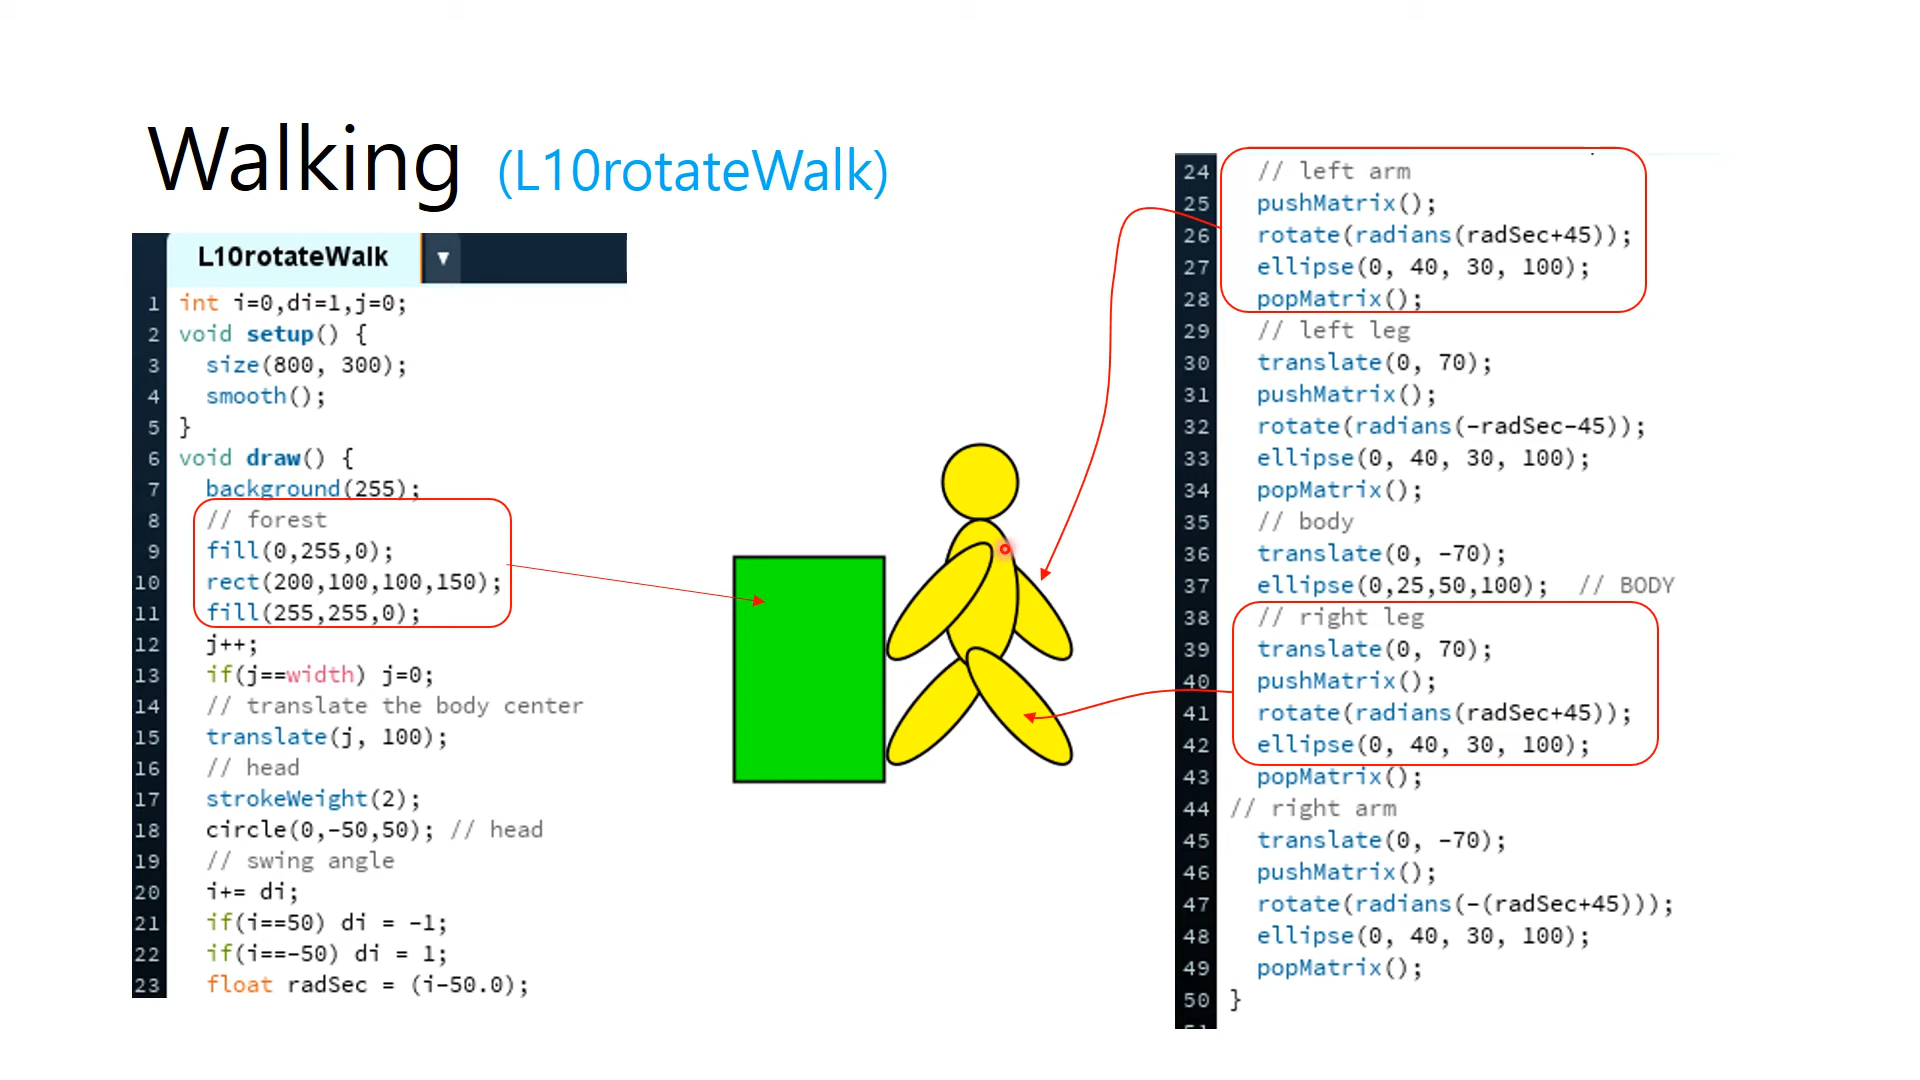 Walking (L10rotateWalk)
L10rotateWalk ▼
1 int i=0,di=1,j=0;
2 void setup() {
3 size(800, 300);
4 smooth();
5 }
6 void draw() {
7 background(255);
8 // forest
9 fill(0,255,0);
10 rect(200,100,100,150);
11 fill(255,255,0);
12 j++;
13 if(j==width) j=0;
14 // translate the body center
15 translate(j, 100);
16 // head
17 strokeWeight(2);
18 circle(0,-50,50); // head
19 // swing angle
20 i+= di;
21 if(i==50) di = -1;
22 if(i==-50) di = 1;
23 float radSec = (i-50.0);
24 // left arm
25 pushMatrix();
26 rotate(radians(radSec+45));
27 ellipse(0, 40, 30, 100);
28 popMatrix();
29 // left leg
30 translate(0, 70);
31 pushMatrix();
32 rotate(radians(-radSec-45));
33 ellipse(0, 40, 30, 100);
34 popMatrix();
35 // body
36 translate(0, -70);
37 ellipse(0,25,50,100); // BODY
38 // right leg
39 translate(0, 70);
40 pushMatrix();
41 rotate(radians(radSec+45));
42 ellipse(0, 40, 30, 100);
43 popMatrix();
44 // right arm
45 translate(0, -70);
46 pushMatrix();
47 rotate(radians(-(radSec+45)));
48 ellipse(0, 40, 30, 100);
49 popMatrix();
50 }